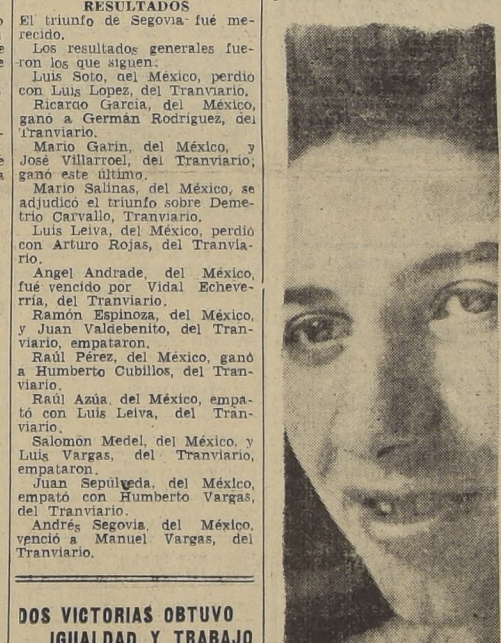 RESULTADOS
El triunfo de Segovia fué me-
recido.
Los resultados generales fue-
ron los que siguen:
Luis Soto, del México, perdio
con Luis Lopez, del Tranviario.
Ricardo García, del México,
ganó a Germán Rodríguez, del
Tranviario.
Mario Garín, del México, y
José Villarroel, del Tranviario,
ganó este último.
Mario Salinas, del México, se
adjudicó el triunfo sobre Deme-
trio Carvallo, Tranviario.
Luis Leiva, del México, perdió
con Arturo Rojas, del Tranvia-
rio.
Angel Andrade, del México,
fué vencido por Vidal Echeve-
rría, del Tranviario.
Ramón Espinoza, del México,
y Juan Valdebenito, del Tran-
viario, empataron.
Raúl Pérez, del México, ganó
a Humberto Cubillos, del Tran-
viario.
Raúl Azúa, del México, empa-
tó con Luis Leiva, del Tran-
viario.
Salomón Medel, del México, y
Luis Vargas, del Tranviario,
empataron.
Juan Sepúlveda, del México,
empató con Humberto Vargas,
del Tranviario.
Andrés Segovia, del México,
venció a Manuel Vargas, del
Tranviario.
DOS VICTORIAS OBTUVO
IGUALDAD Y TRABAJO